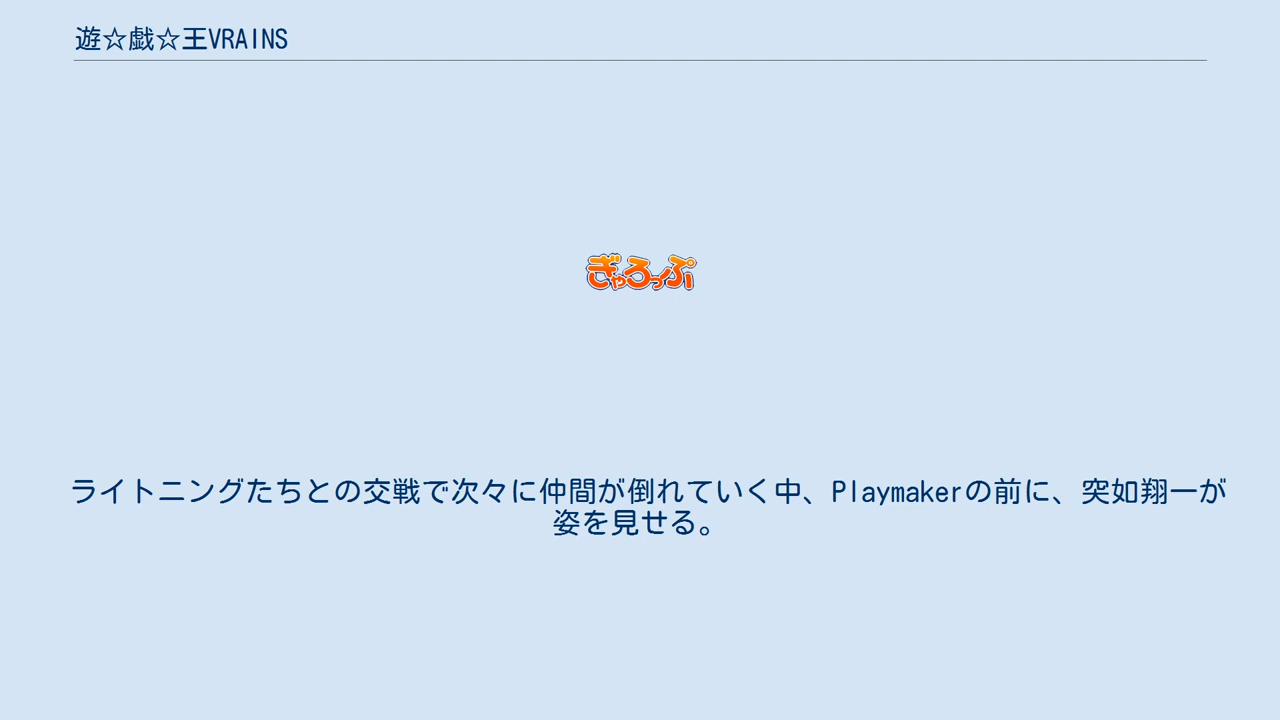 遊☆戯☆王VRAINS
ぎゃろっぷ
ライトニングたちとの交戦で次々に仲間が倒れていく中、Playmakerの前に、突如翔一が
姿を見せる。